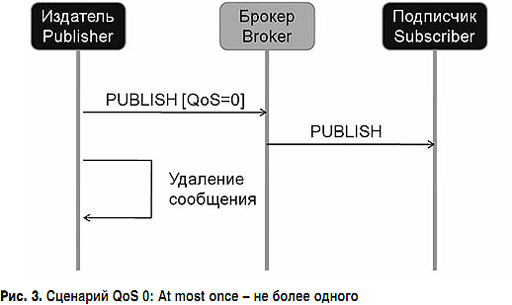 Издатель
Publisher
Брокер
Broker
Подписчик
Subscriber
PUBLISH [QoS=0]
PUBLISH
Удаление
сообщения
Рис. 3. Сценарий QoS 0: At most once – не более одного